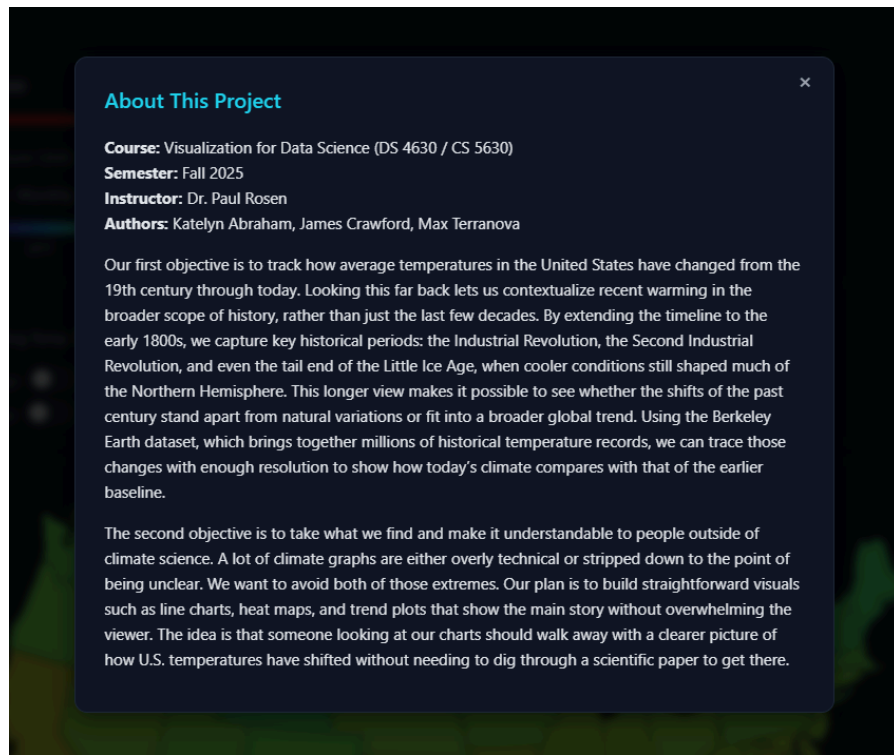 ×
About This Project
Course: Visualization for Data Science (DS 4630 / CS 5630)
Semester: Fall 2025
Instructor: Dr. Paul Rosen
Authors: Katelyn Abraham, James Crawford, Max Terranova
Our first objective is to track how average temperatures in the United States have changed from the
19th century through today. Looking this far back lets us contextualize recent warming in the
broader scope of history, rather than just the last few decades. By extending the timeline to the
early 1800s, we capture key historical periods: the Industrial Revolution, the Second Industrial
Revolution, and even the tail end of the Little Ice Age, when cooler conditions still shaped much of
the Northern Hemisphere. This longer view makes it possible to see whether the shifts of the past
century stand apart from natural variations or fit into a broader global trend. Using the Berkeley
Earth dataset, which brings together millions of historical temperature records, we can trace those
changes with enough resolution to show how today’s climate compares with that of the earlier
baseline.
The second objective is to take what we find and make it understandable to people outside of
climate science. A lot of climate graphs are either overly technical or stripped down to the point of
being unclear. We want to avoid both of those extremes. Our plan is to build straightforward visuals
such as line charts, heat maps, and trend plots that show the main story without overwhelming the
viewer. The idea is that someone looking at our charts should walk away with a clearer picture of
how U.S. temperatures have shifted without needing to dig through a scientific paper to get there.